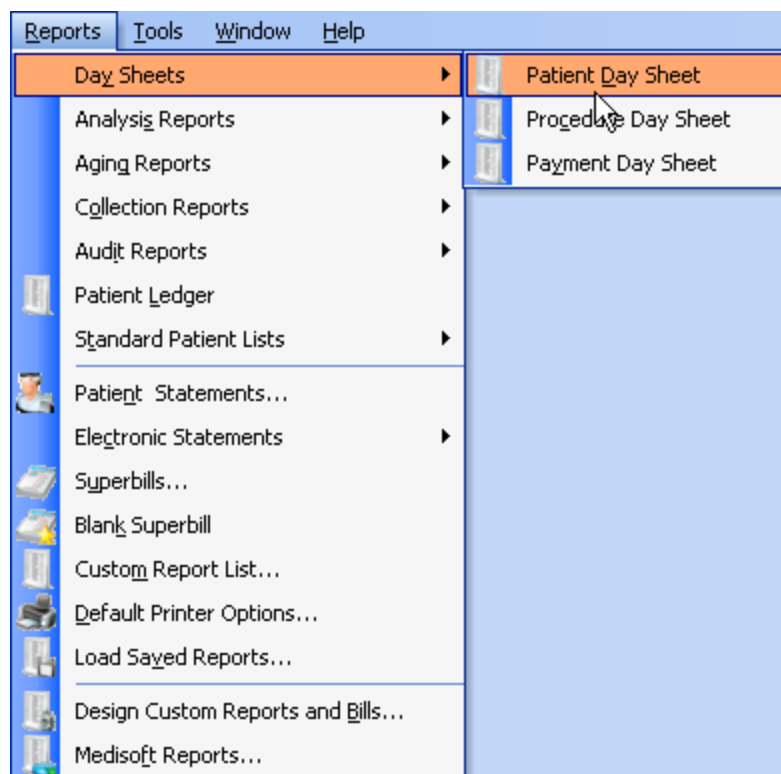 Reports Tools Window Help
Day Sheets
Patient Day Sheet
Analysis Reports
Procedure Day Sheet
Aging Reports
Payment Day Sheet
Collection Reports
Audit Reports
Patient Ledger
Standard Patient Lists
Patient Statements...
Electronic Statements
Superbills...
Blank Superbill
Custom Report List...
Default Printer Options...
Load Saved Reports...
Design Custom Reports and Bills...
Medisoft Reports...